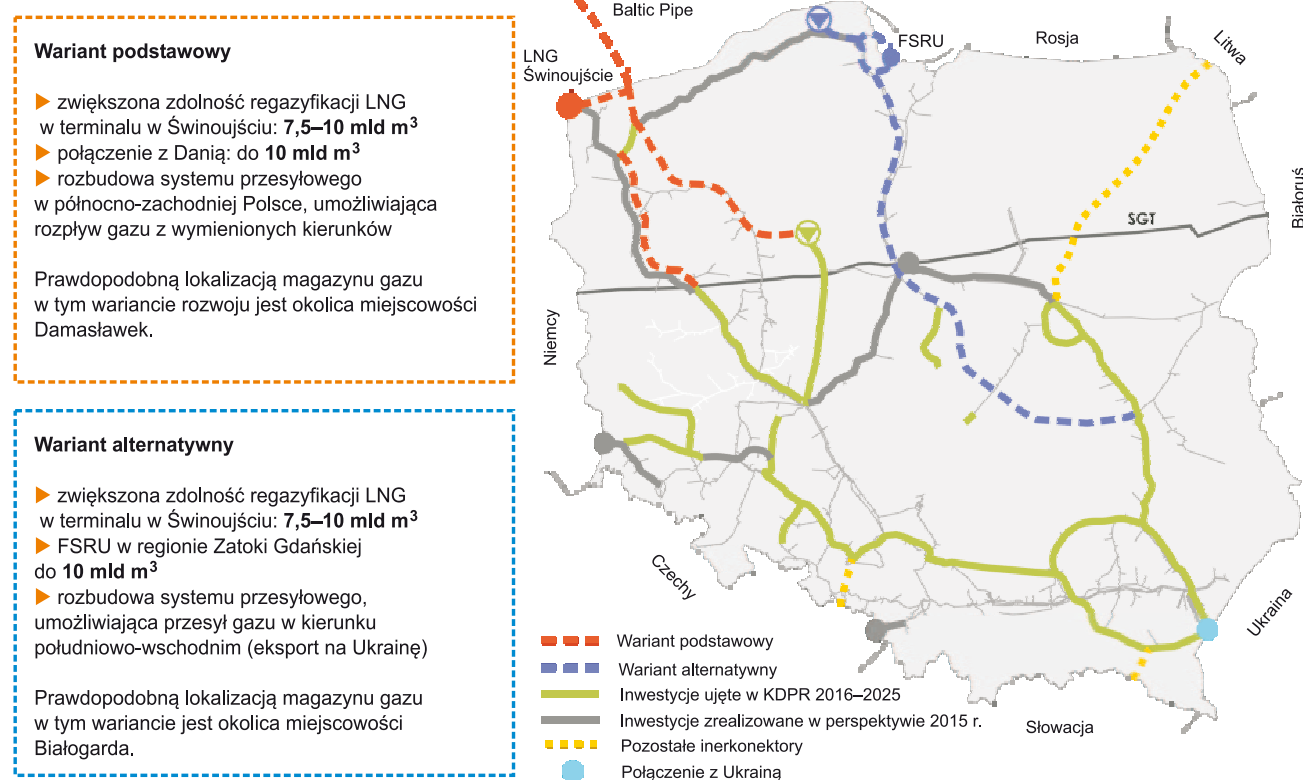 Wariant podstawowy
▶ zwiększona zdolność regazyfikacji LNG
w terminalu w Świnoujściu: 7,5–10 mld m³
▶ połączenie z Danią: do 10 mld m³
▶ rozbudowa systemu przesyłowego
w północno-zachodniej Polsce, umożliwiająca
rozpływ gazu z wymienionych kierunków
Prawdopodobną lokalizacją magazynu gazu
w tym wariancie rozwoju jest okolica miejscowości
Damasławek.
Wariant alternatywny
▶ zwiększona zdolność regazyfikacji LNG
w terminalu w Świnoujściu: 7,5–10 mld m³
▶ FSRU w regionie Zatoki Gdańskiej
do 10 mld m³
▶ rozbudowa systemu przesyłowego,
umożliwiająca przesył gazu w kierunku
południowo-wschodnim (eksport na Ukrainę)
Prawdopodobną lokalizacją magazynu gazu
w tym wariancie jest okolica miejscowości
Białogarda.
Baltic Pipe
LNG
Świnoujście
FSRU
Rosja
Litwa
Białoruś
SGT
Niemcy
Czechy
Ukraina
Słowacja
Wariant podstawowy
Wariant alternatywny
Inwestycje ujęte w KDPR 2016–2025
Inwestycje zrealizowane w perspektywie 2015 r.
Pozostałe inerkonektory
Połączenie z Ukrainą